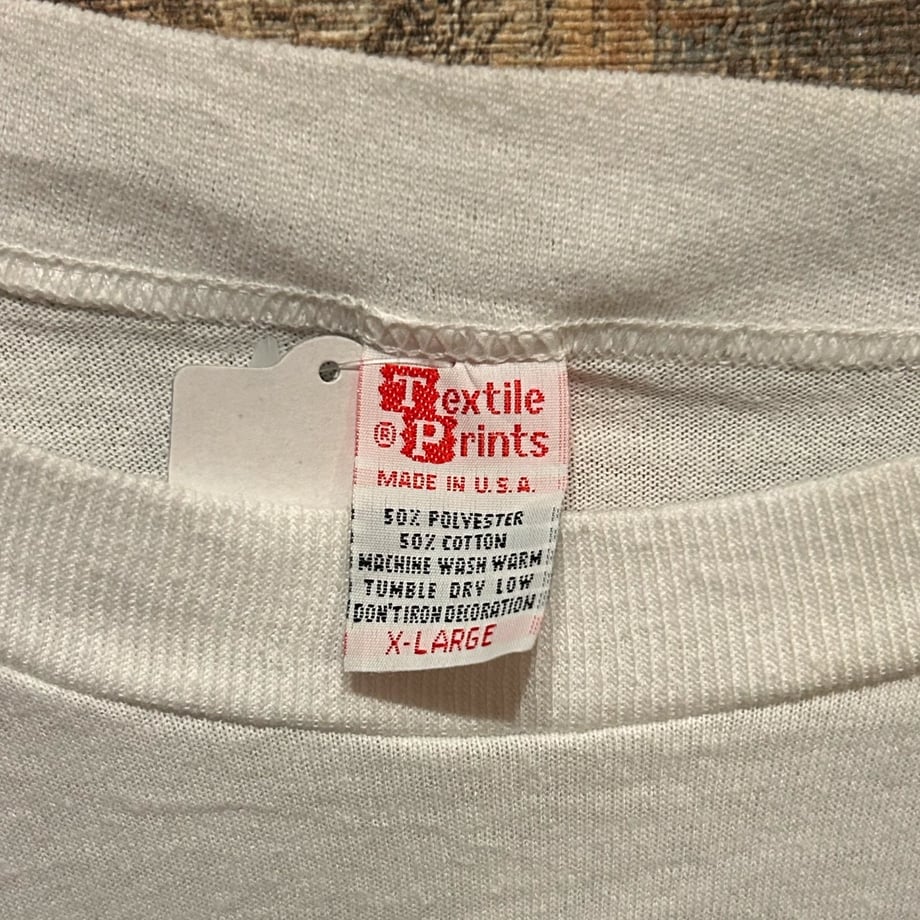 Textile
® Prints
MADE IN U.S.A.
50% POLYESTER
50% COTTON
MACHINE WASH WARM
TUMBLE DRY LOW
DON'T IRON DECORATION
X-LARGE